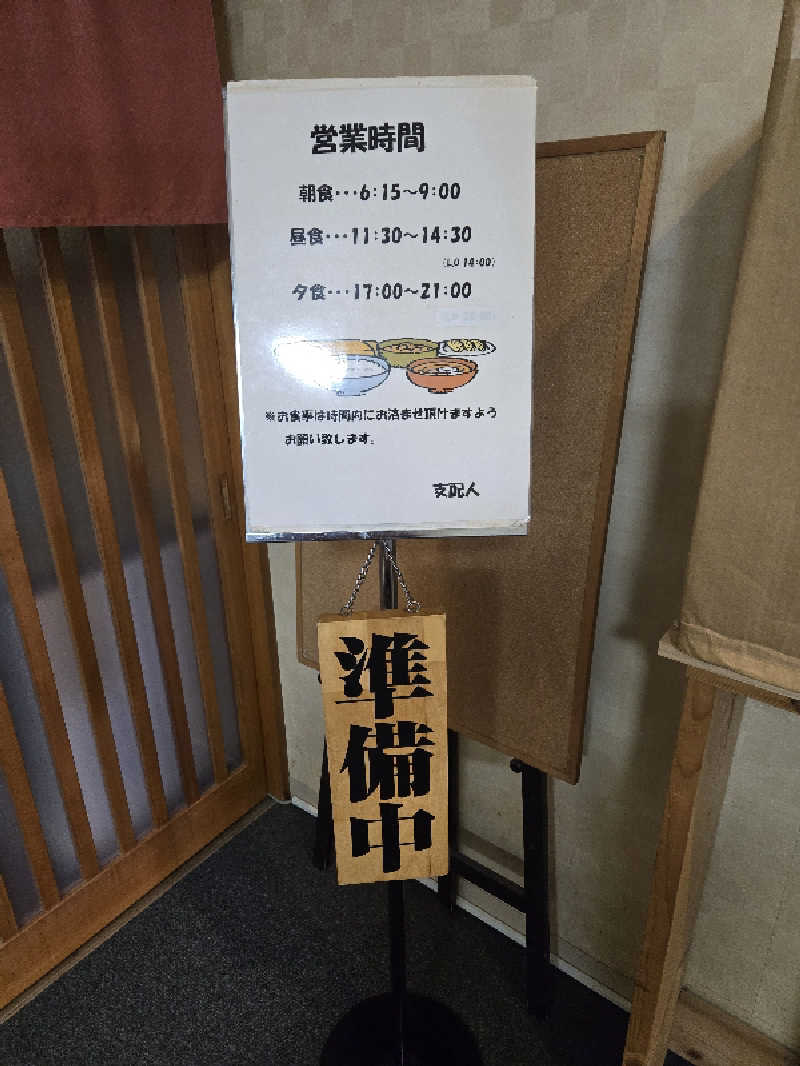 営業時間
朝食･･･6:15～9:00
昼食･･･11:30～14:30
(L.O 14:00)
夕食･･･17:00～21:00
※お食事は時間内にお済ませ頂けますよう
お願い致します。
支配人
準備中